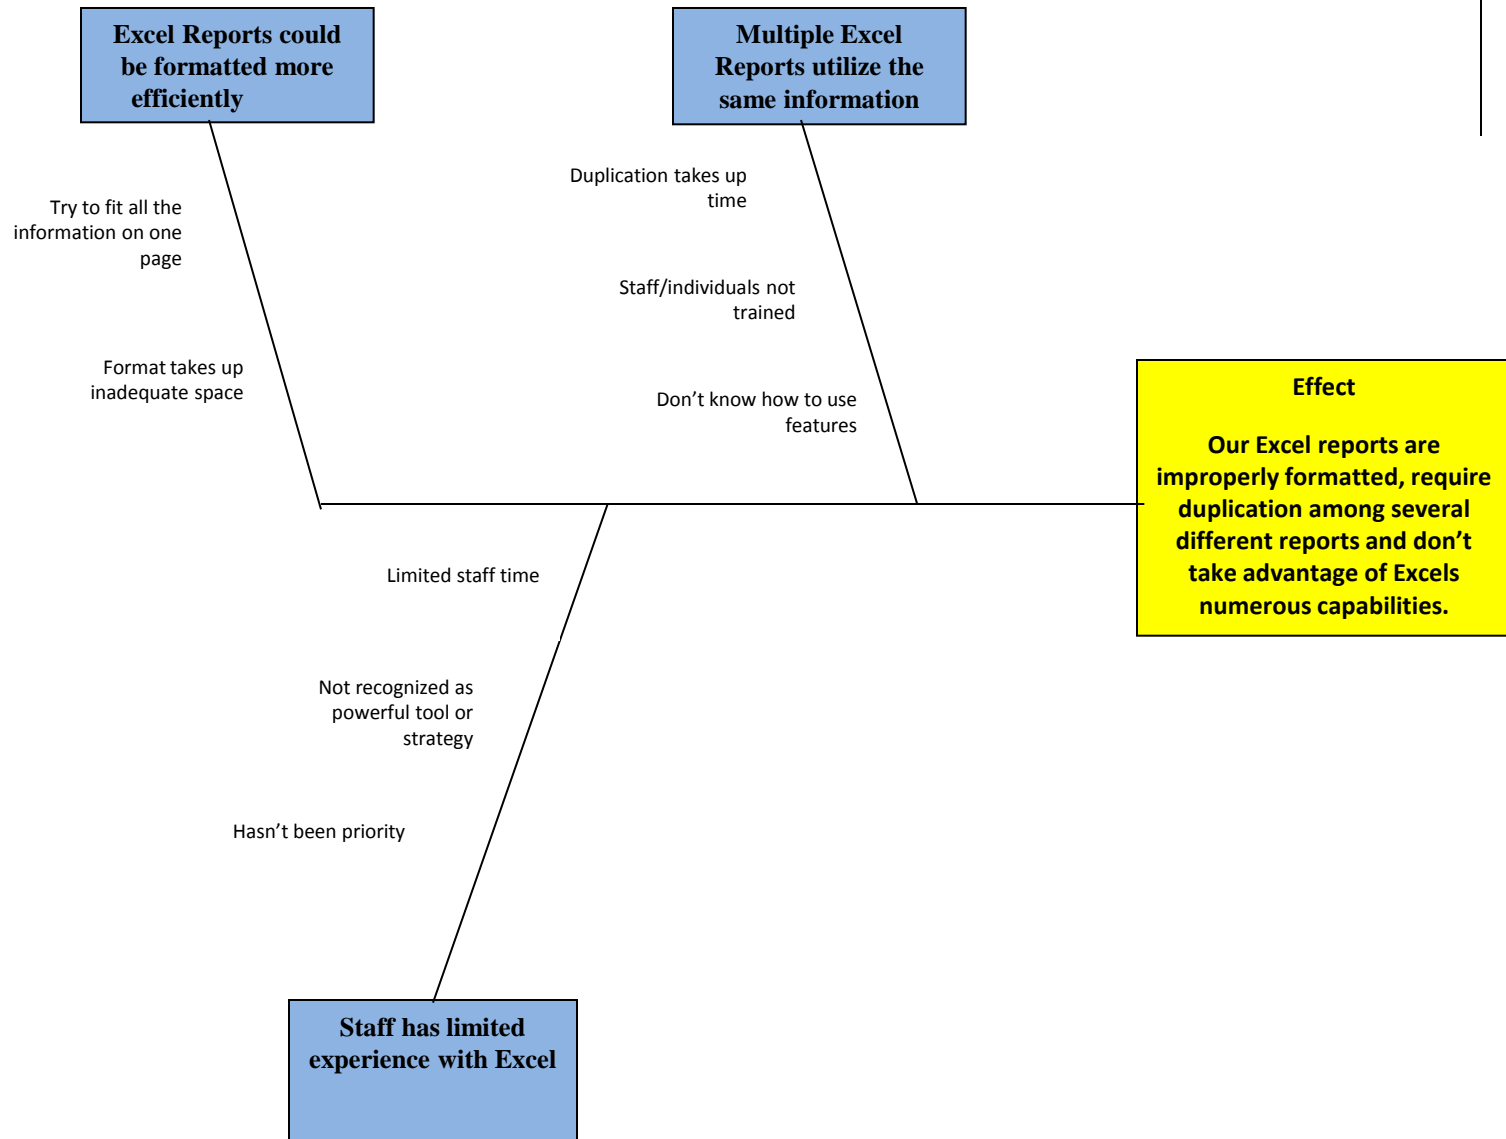 Excel Reports could
be formatted more
efficiently
Multiple Excel
Reports utilize the
same information
Duplication takes up
time
Try to fit all the
information on one
page
Staff/individuals not
trained
Format takes up
inadequate space
Don’t know how to use
features
Effect
Our Excel reports are
improperly formatted, require
duplication among several
different reports and don’t
take advantage of Excels
numerous capabilities.
Limited staff time
Not recognized as
powerful tool or
strategy
Hasn’t been priority
Staff has limited
experience with Excel